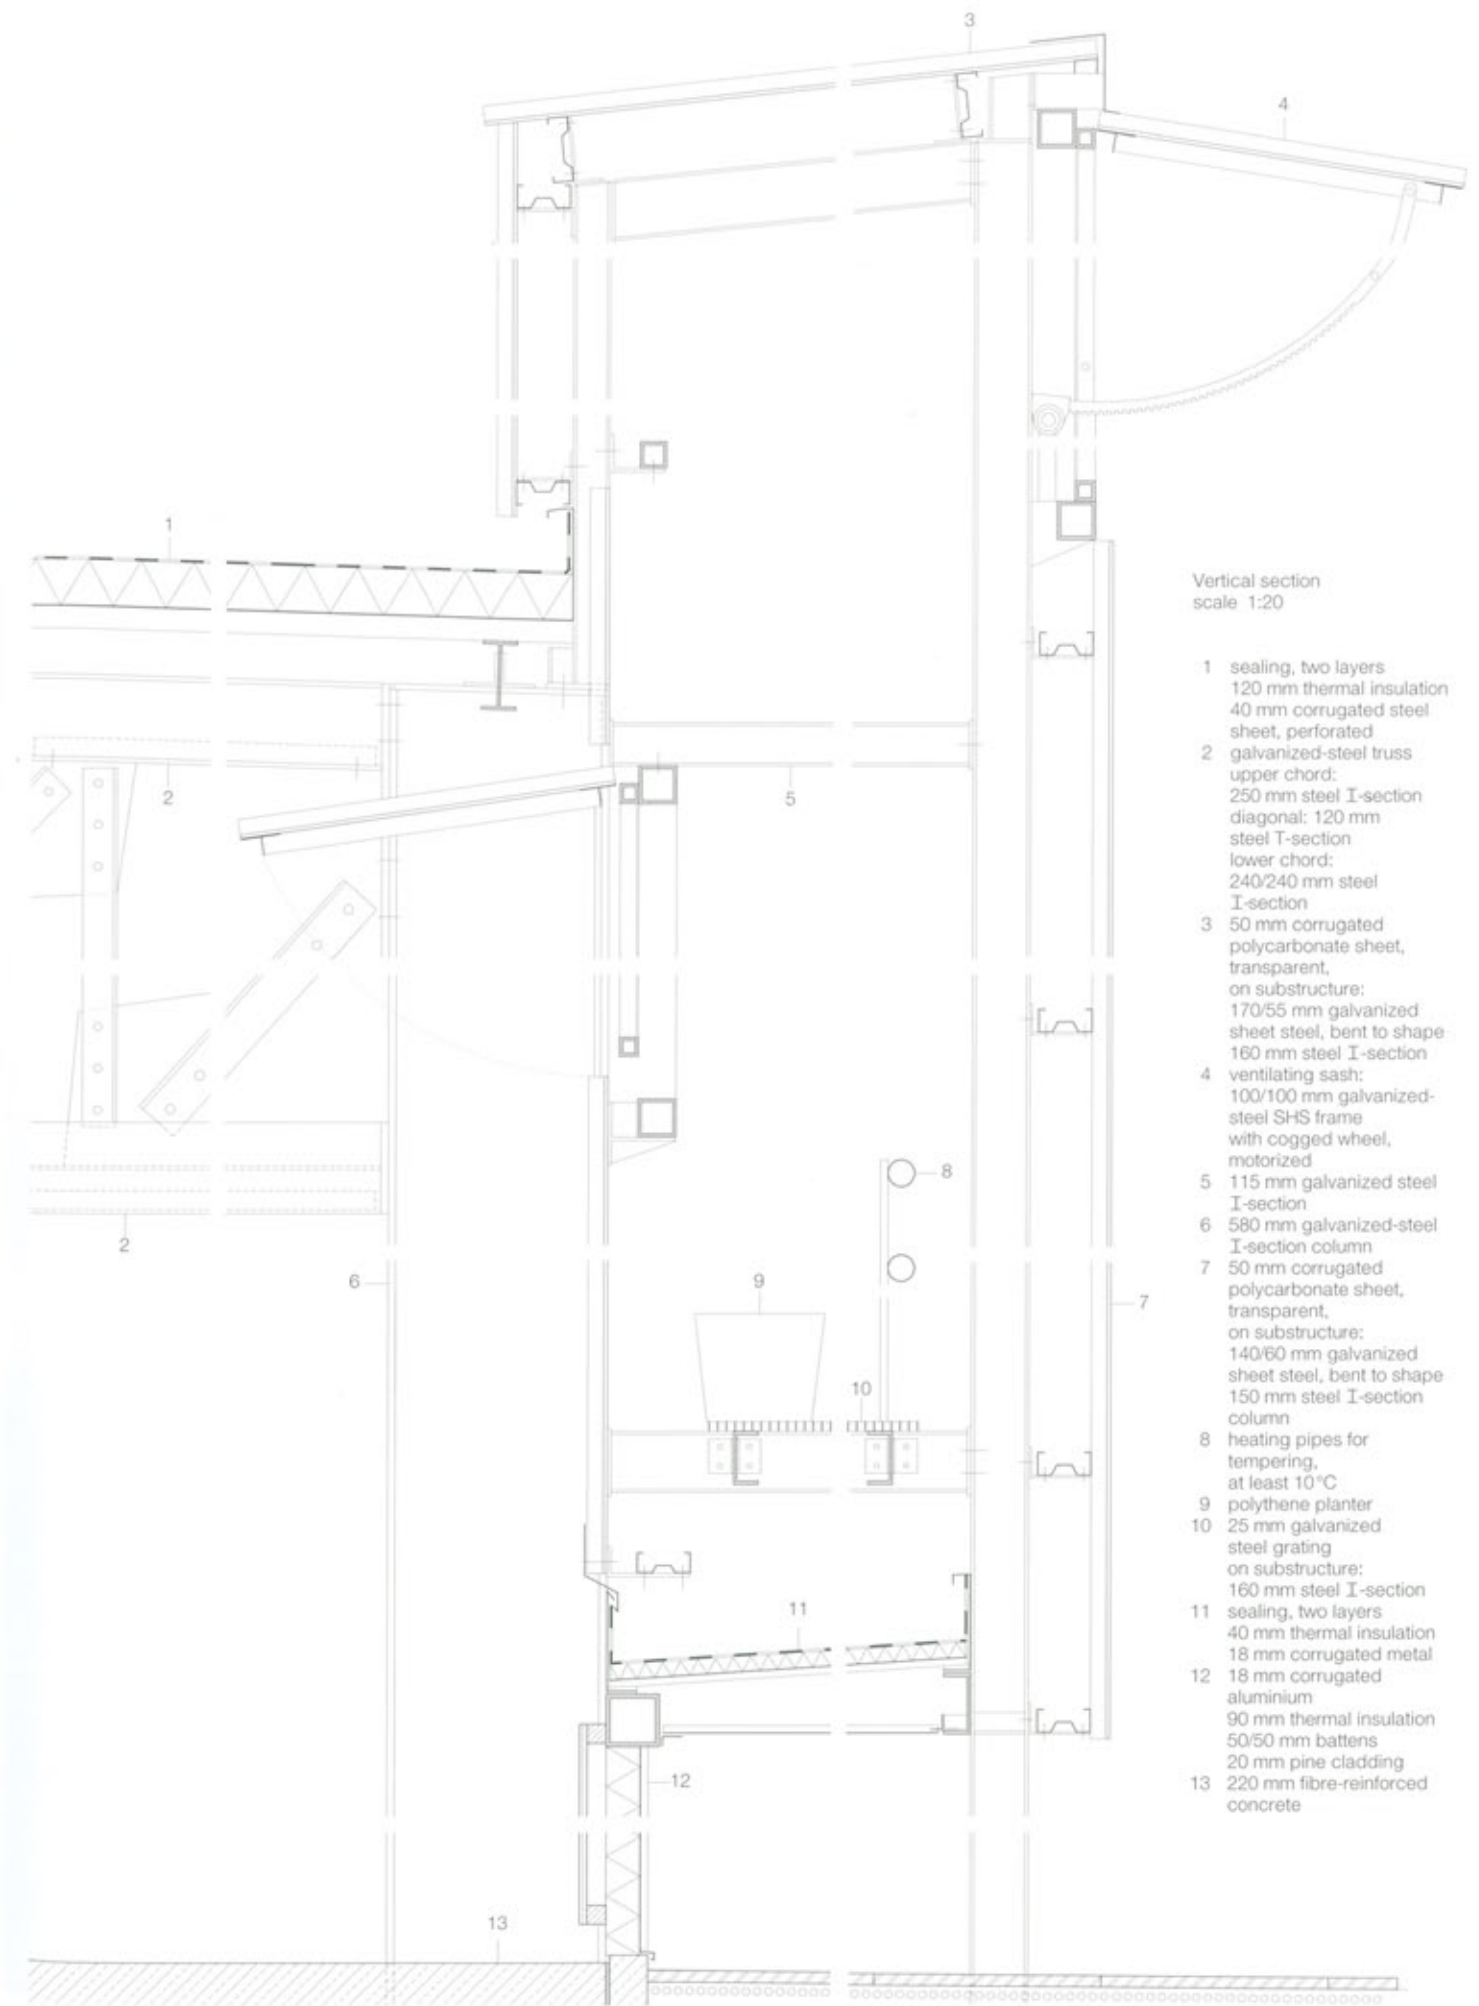 3
4
1
2
5
2
8
6
9
7
10
11
12
13
Vertical section
scale 1:20
1 sealing, two layers
120 mm thermal insulation
40 mm corrugated steel
sheet, perforated
2 galvanized-steel truss
upper chord:
250 mm steel I-section
diagonal: 120 mm
steel T-section
lower chord:
240/240 mm steel
I-section
3 50 mm corrugated
polycarbonate sheet,
transparent,
on substructure:
170/55 mm galvanized
sheet steel, bent to shape
160 mm steel I-section
4 ventilating sash:
100/100 mm galvanized-
steel SHS frame
with cogged wheel,
motorized
5 115 mm galvanized steel
I-section
6 580 mm galvanized-steel
I-section column
7 50 mm corrugated
polycarbonate sheet,
transparent,
on substructure:
140/60 mm galvanized
sheet steel, bent to shape
150 mm steel I-section
column
8 heating pipes for
tempering,
at least 10°C
9 polythene planter
10 25 mm galvanized
steel grating
on substructure:
160 mm steel I-section
11 sealing, two layers
40 mm thermal insulation
18 mm corrugated metal
12 18 mm corrugated
aluminium
90 mm thermal insulation
50/50 mm battens
20 mm pine cladding
13 220 mm fibre-reinforced
concrete